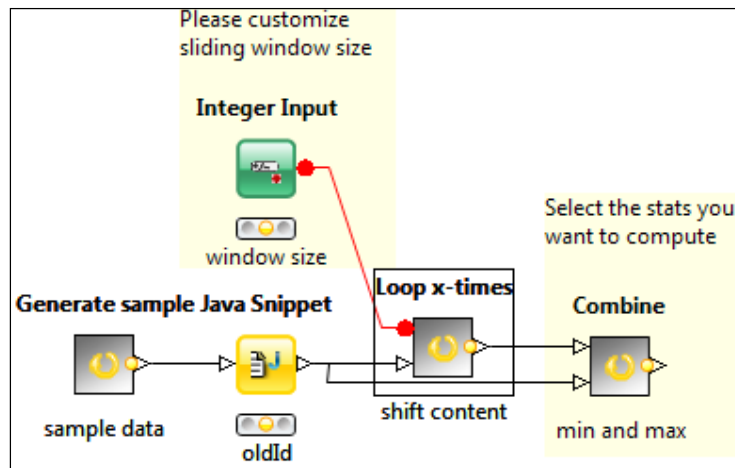 Please customize
sliding window size
Integer Input
window size
Select the stats you
want to compute
Loop x-times
Combine
Generate sample Java Snippet
sample data
oldId
shift content
min and max